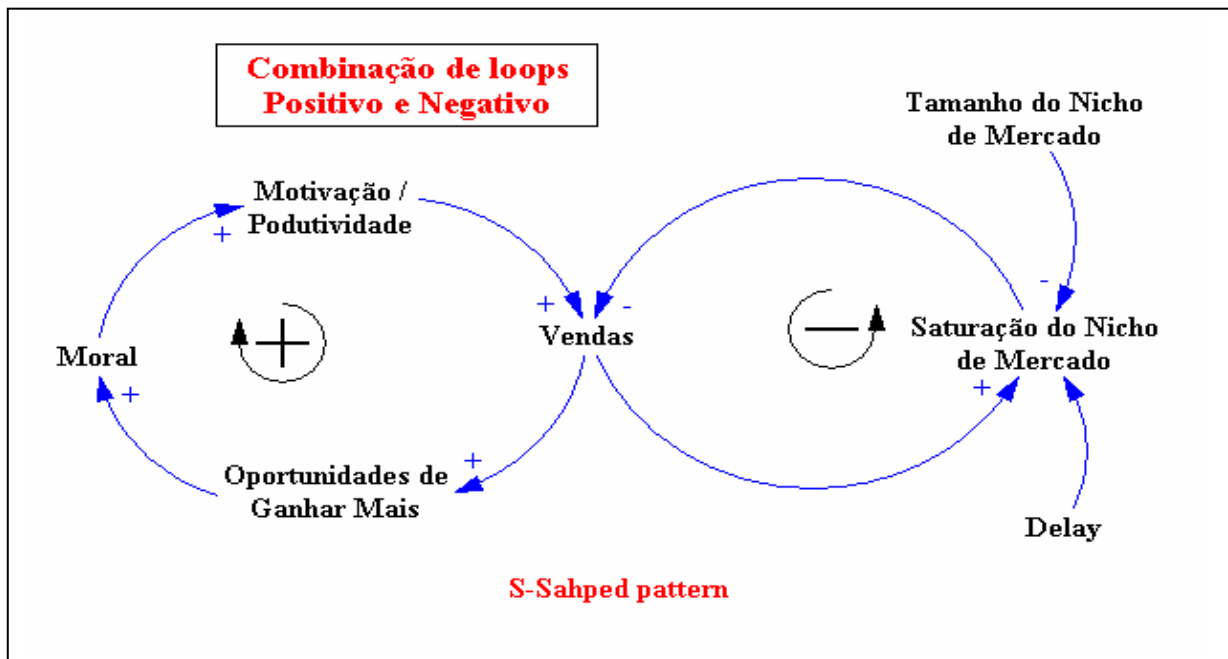 Combinação de loops
Positivo e Negativo
Tamanho do Nicho
de Mercado
Motivação /
Podutividade
+
+
-
-
Vendas
Saturação do Nicho
de Mercado
Moral
+
−
+
+
+
Oportunidades de
Ganhar Mais
Delay
S-Sahped pattern